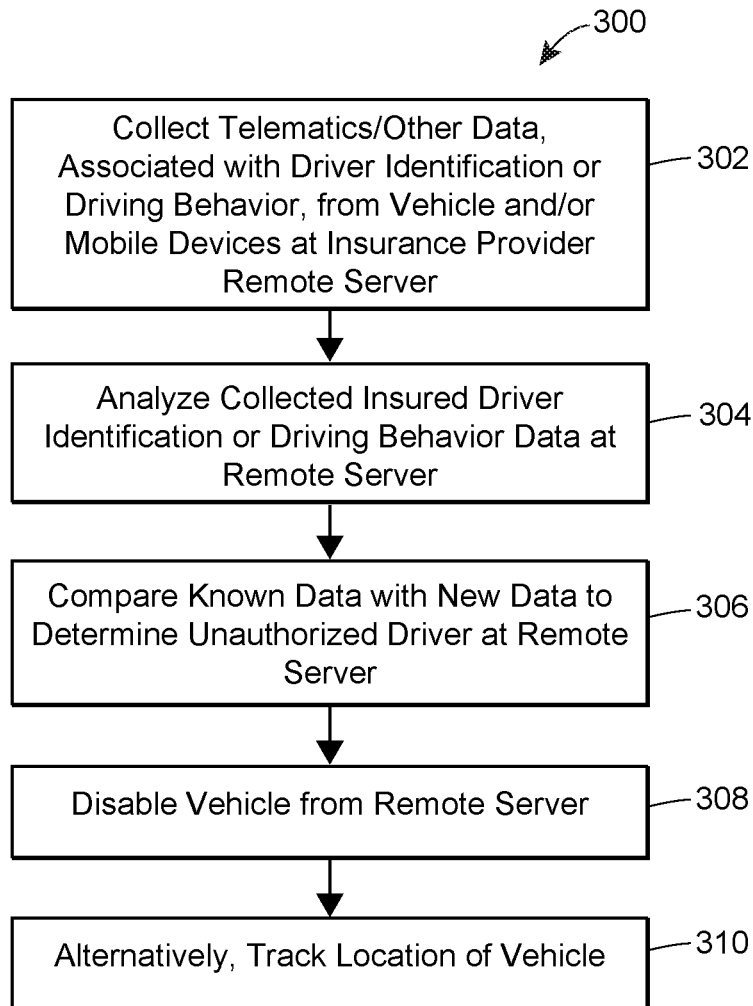 300
Collect Telematics/Other Data,
Associated with Driver Identification or
Driving Behavior, from Vehicle and/or
Mobile Devices at Insurance Provider
Remote Server
302
Analyze Collected Insured Driver
Identification or Driving Behavior Data at
Remote Server
304
Compare Known Data with New Data to
Determine Unauthorized Driver at Remote
Server
306
Disable Vehicle from Remote Server
308
Alternatively, Track Location of Vehicle
310